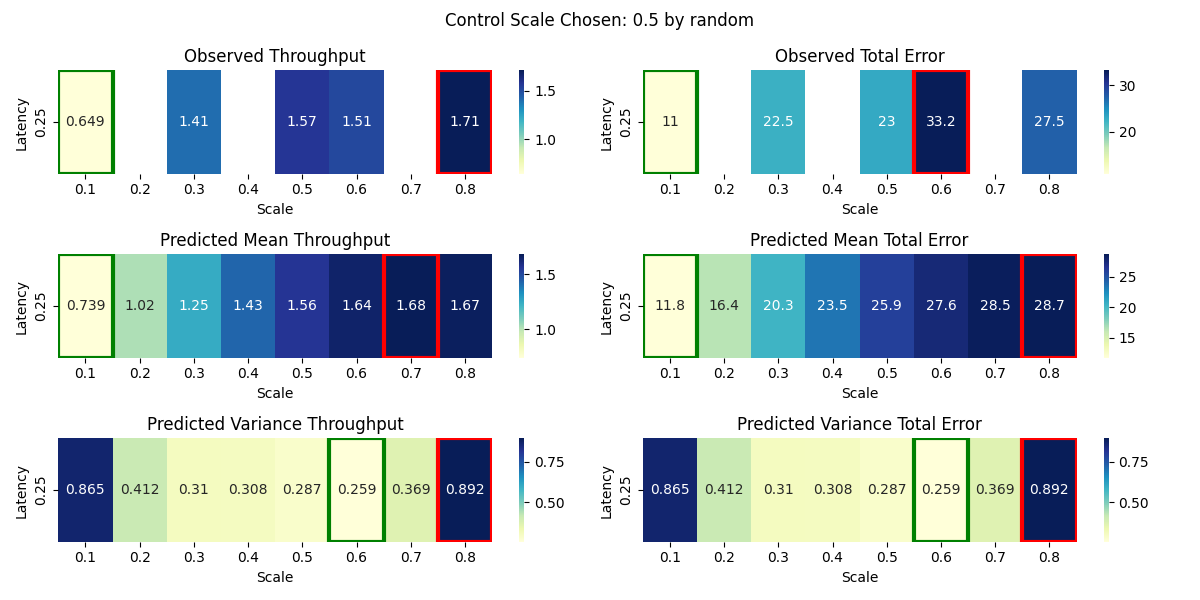 Control Scale Chosen: 0.5 by random
Observed Throughput
Latency
0.25
0.649 1.41 1.57 1.51 1.71
0.1 0.2 0.3 0.4 0.5 0.6 0.7 0.8
Scale
1.5
1.0
Observed Total Error
Latency
0.25
11 22.5 23 33.2 27.5
0.1 0.2 0.3 0.4 0.5 0.6 0.7 0.8
Scale
30
20
Predicted Mean Throughput
Latency
0.25
0.739 1.02 1.25 1.43 1.56 1.64 1.68 1.67
0.1 0.2 0.3 0.4 0.5 0.6 0.7 0.8
Scale
1.5
1.0
Predicted Mean Total Error
Latency
0.25
11.8 16.4 20.3 23.5 25.9 27.6 28.5 28.7
0.1 0.2 0.3 0.4 0.5 0.6 0.7 0.8
Scale
25
20
15
Predicted Variance Throughput
Latency
0.25
0.865 0.412 0.31 0.308 0.287 0.259 0.369 0.892
0.1 0.2 0.3 0.4 0.5 0.6 0.7 0.8
Scale
0.75
0.50
Predicted Variance Total Error
Latency
0.25
0.865 0.412 0.31 0.308 0.287 0.259 0.369 0.892
0.1 0.2 0.3 0.4 0.5 0.6 0.7 0.8
Scale
0.75
0.50